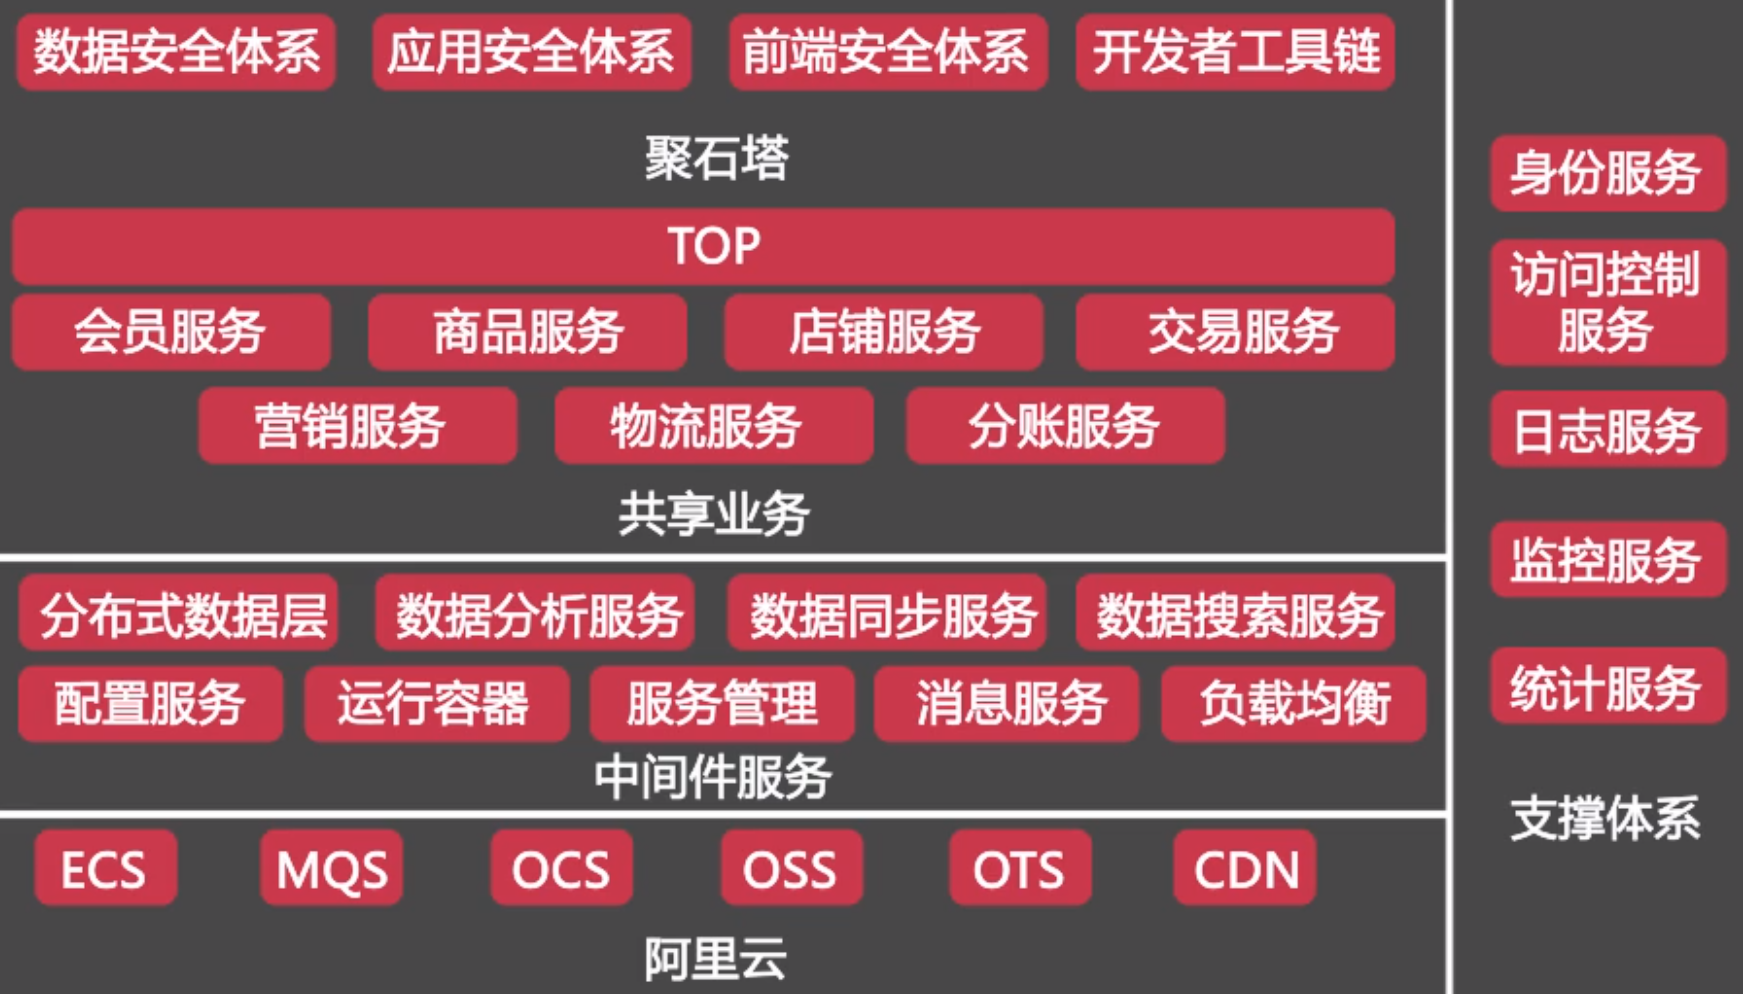 数据安全体系 应用安全体系 前端安全体系 开发者工具链
聚石塔
TOP
会员服务 商品服务 店铺服务 交易服务
营销服务 物流服务 分账服务
共享业务
分布式数据层 数据分析服务 数据同步服务 数据搜索服务
配置服务 运行容器 服务管理 消息服务 负载均衡
中间件服务
ECS MQS OCS OSS OTS CDN
阿里云
身份服务
访问控制
服务
日志服务
监控服务
统计服务
支撑体系